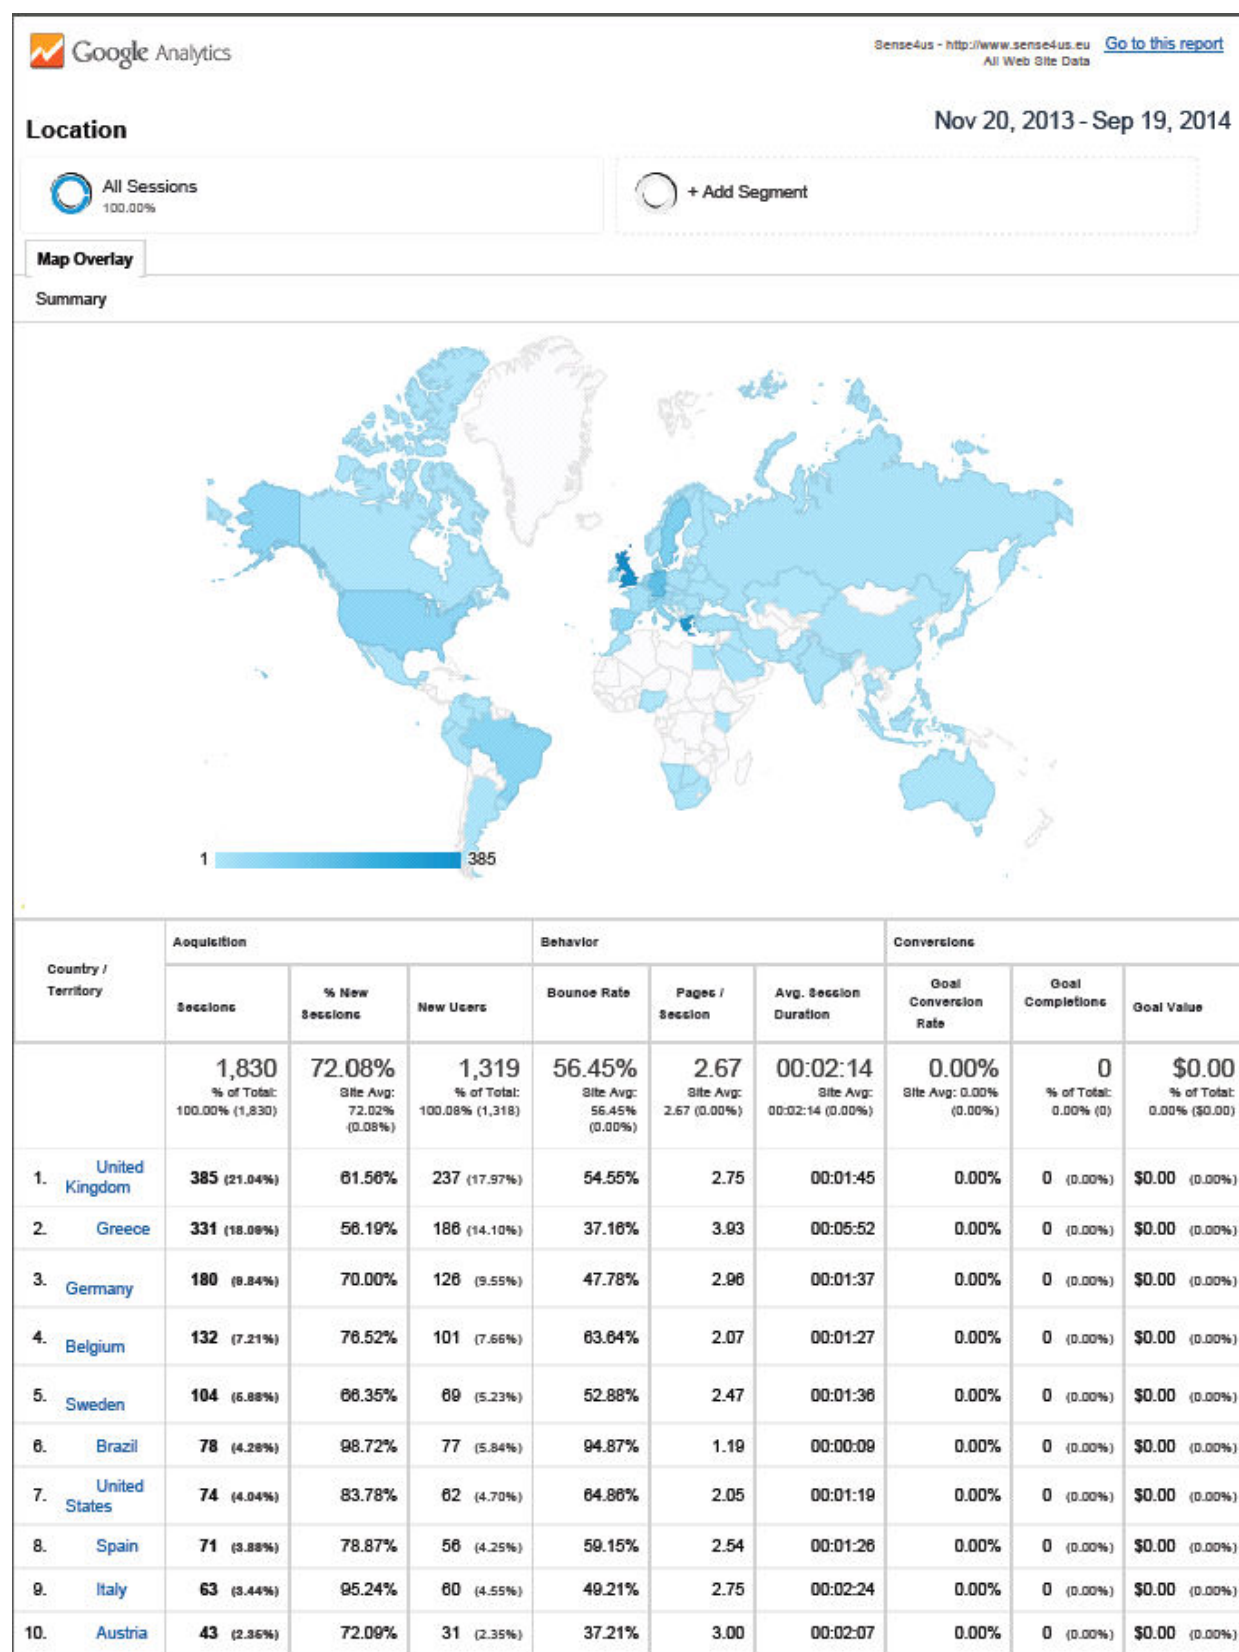 Google Analytics
Sense4us - http://www.sense4us.eu
All Web Site Data
Go to this report
Location
Nov 20, 2013 - Sep 19, 2014
All Sessions
100.00%
+ Add Segment
Map Overlay
Summary
1
385
Country / Territory
Acquisition
Behavior
Conversions
Sessions
% New Sessions
New Users
Bounce Rate
Pages / Session
Avg. Session Duration
Goal Conversion Rate
Goal Completions
Goal Value
1,830 72.08% 1,319 56.45% 2.67 00:02:14 0.00% 0 $0.00
% of Total: 100.00% (1,830)
Site Avg: 72.02% (0.08%)
% of Total: 100.08% (1,318)
Site Avg: 56.45% (0.00%)
Site Avg: 2.67 (0.00%)
Site Avg: 00:02:14 (0.00%)
Site Avg: 0.00% (0.00%)
% of Total: 0.00% (0)
% of Total: 0.00% ($0.00)
1. United Kingdom 385 (21.04%) 61.56% 237 (17.97%) 54.55% 2.75 00:01:45 0.00% 0 (0.00%) $0.00 (0.00%)
2. Greece 331 (18.09%) 56.19% 186 (14.10%) 37.16% 3.93 00:05:52 0.00% 0 (0.00%) $0.00 (0.00%)
3. Germany 180 (9.84%) 70.00% 126 (9.55%) 47.78% 2.96 00:01:37 0.00% 0 (0.00%) $0.00 (0.00%)
4. Belgium 132 (7.21%) 76.52% 101 (7.66%) 63.64% 2.07 00:01:27 0.00% 0 (0.00%) $0.00 (0.00%)
5. Sweden 104 (5.68%) 66.35% 69 (5.23%) 52.88% 2.47 00:01:36 0.00% 0 (0.00%) $0.00 (0.00%)
6. Brazil 78 (4.26%) 98.72% 77 (5.84%) 94.87% 1.19 00:00:09 0.00% 0 (0.00%) $0.00 (0.00%)
7. United States 74 (4.04%) 83.78% 62 (4.70%) 64.86% 2.05 00:01:19 0.00% 0 (0.00%) $0.00 (0.00%)
8. Spain 71 (3.88%) 78.87% 56 (4.25%) 59.15% 2.54 00:01:26 0.00% 0 (0.00%) $0.00 (0.00%)
9. Italy 63 (3.44%) 95.24% 60 (4.55%) 49.21% 2.75 00:02:24 0.00% 0 (0.00%) $0.00 (0.00%)
10. Austria 43 (2.35%) 72.09% 31 (2.35%) 37.21% 3.00 00:02:07 0.00% 0 (0.00%) $0.00 (0.00%)